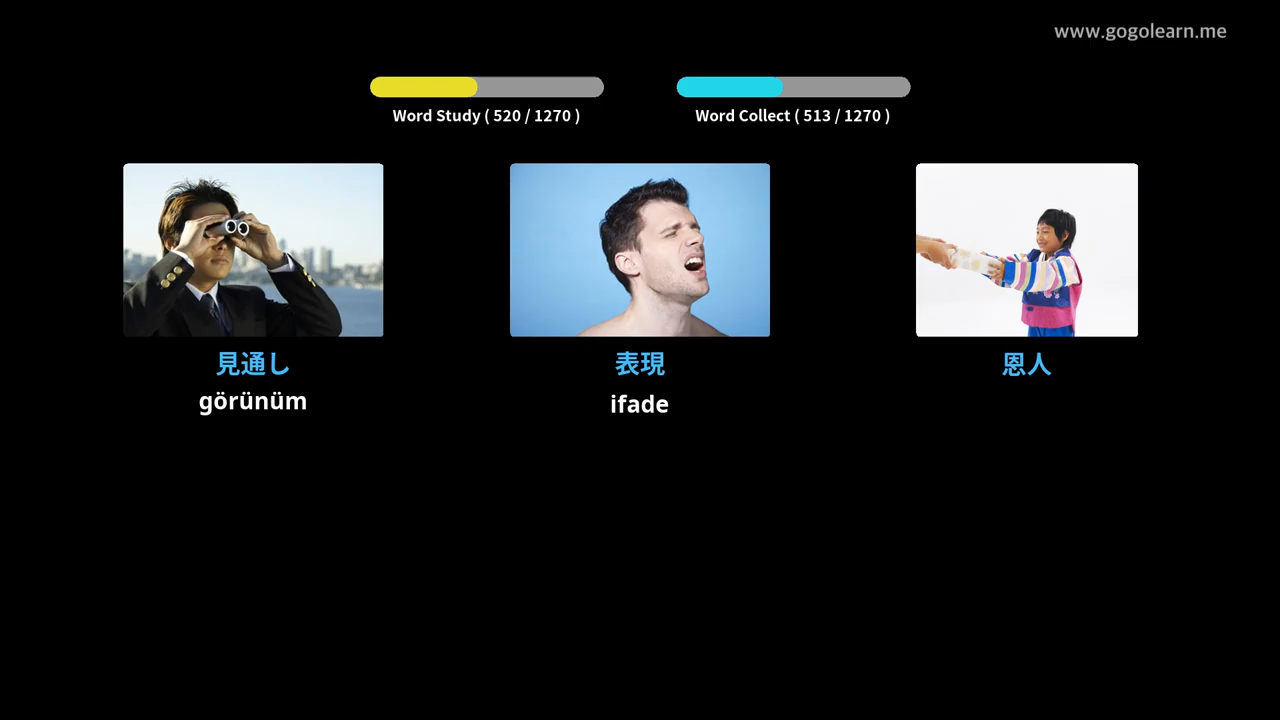 www.gogolearn.me
Word Study ( 520 / 1270 )
Word Collect ( 513 / 1270 )
見通し
表現
恩人
görünüm
ifade